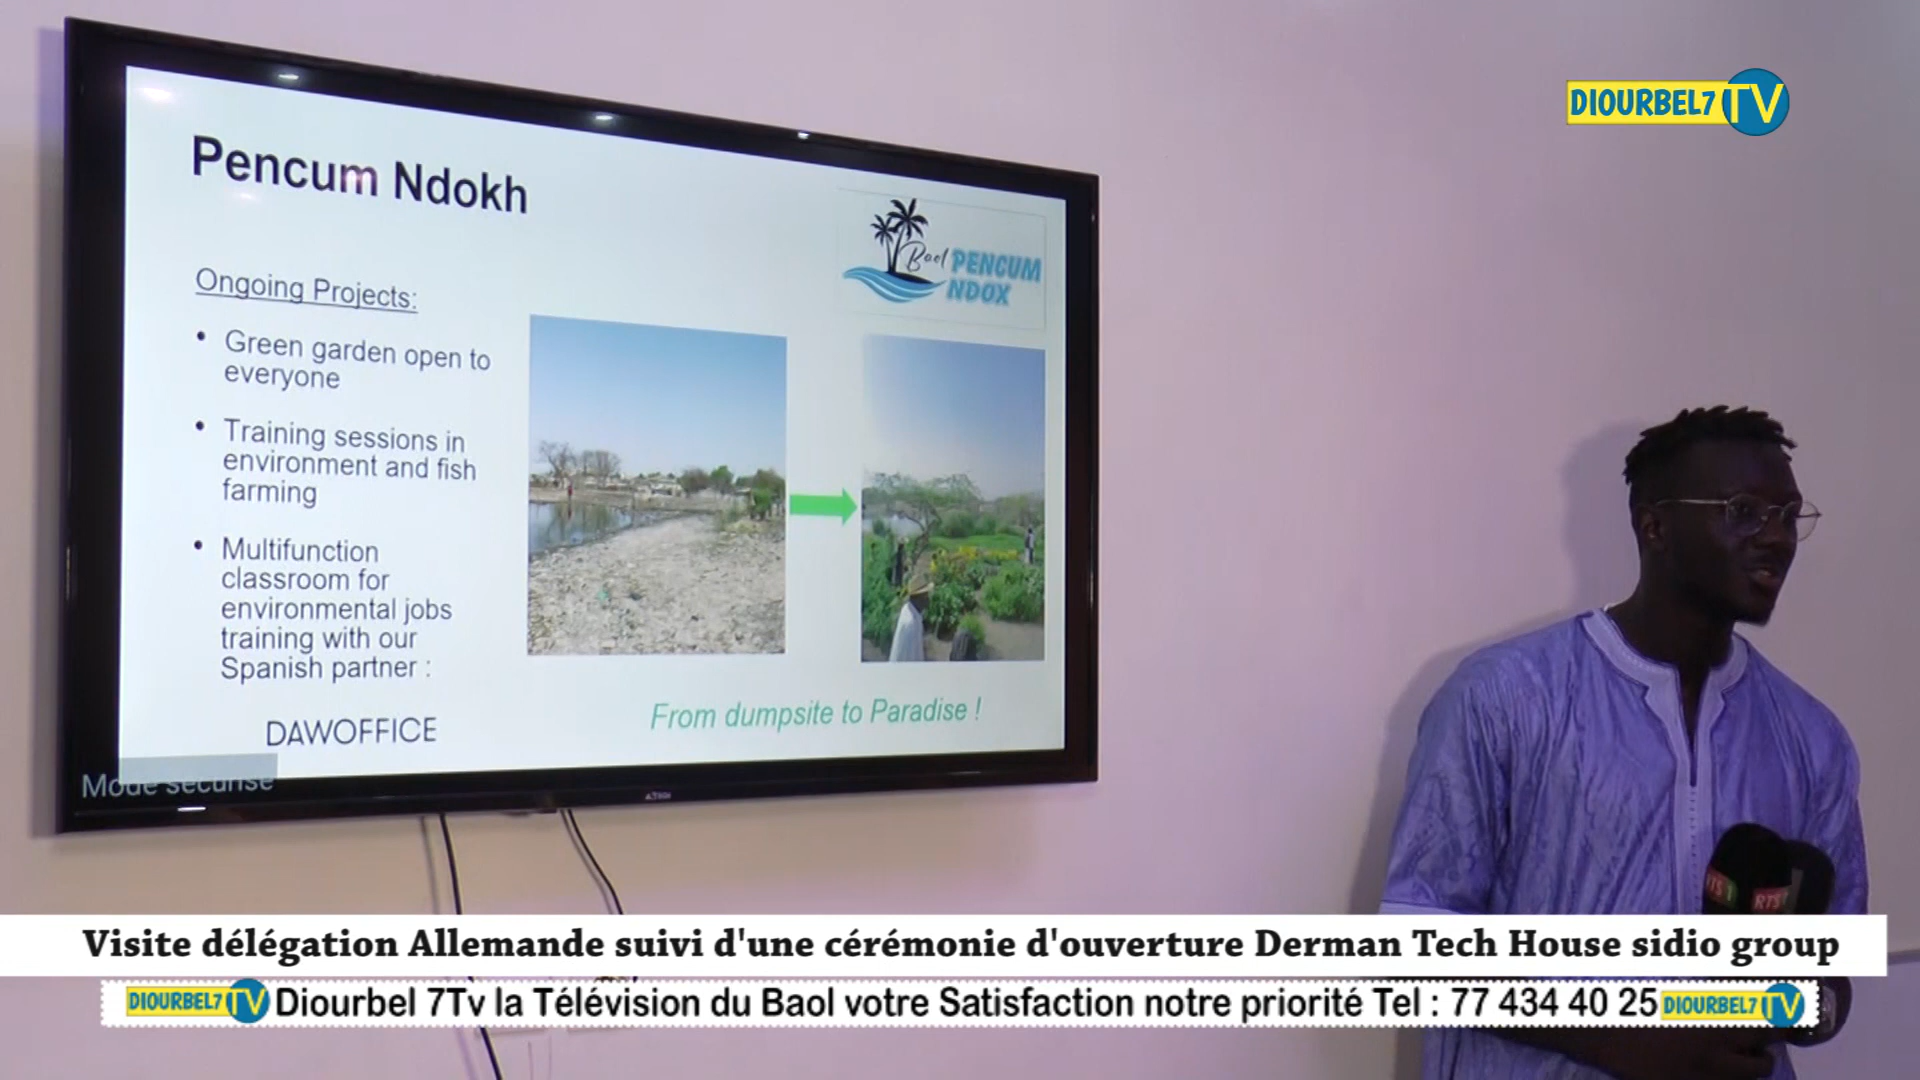 DIOURBEL7 TV
Pencum Ndokh
Baol PENCUM
NDOX
Ongoing Projects:
• Green garden open to
everyone
• Training sessions in
environment and fish
farming
• Multifunction
classroom for
environmental jobs
training with our
Spanish partner :
DAWOFFICE
From dumpsite to Paradise !
Mode sécurisé
RTS 1
RTS
Visite délégation Allemande suivi d'une cérémonie d'ouverture Derman Tech House sidio group
DIOURBEL7 TV Diourbel 7Tv la Télévision du Baol votre Satisfaction notre priorité Tel : 77 434 40 25 DIOURBEL7 TV